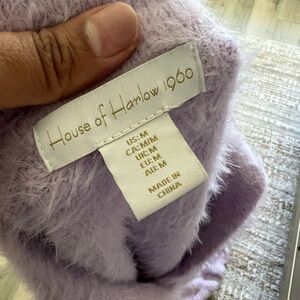 House of Harlow 1960
US:M
CA:M/M
UK:M
EU:M
AU:M
MADE IN
CHINA